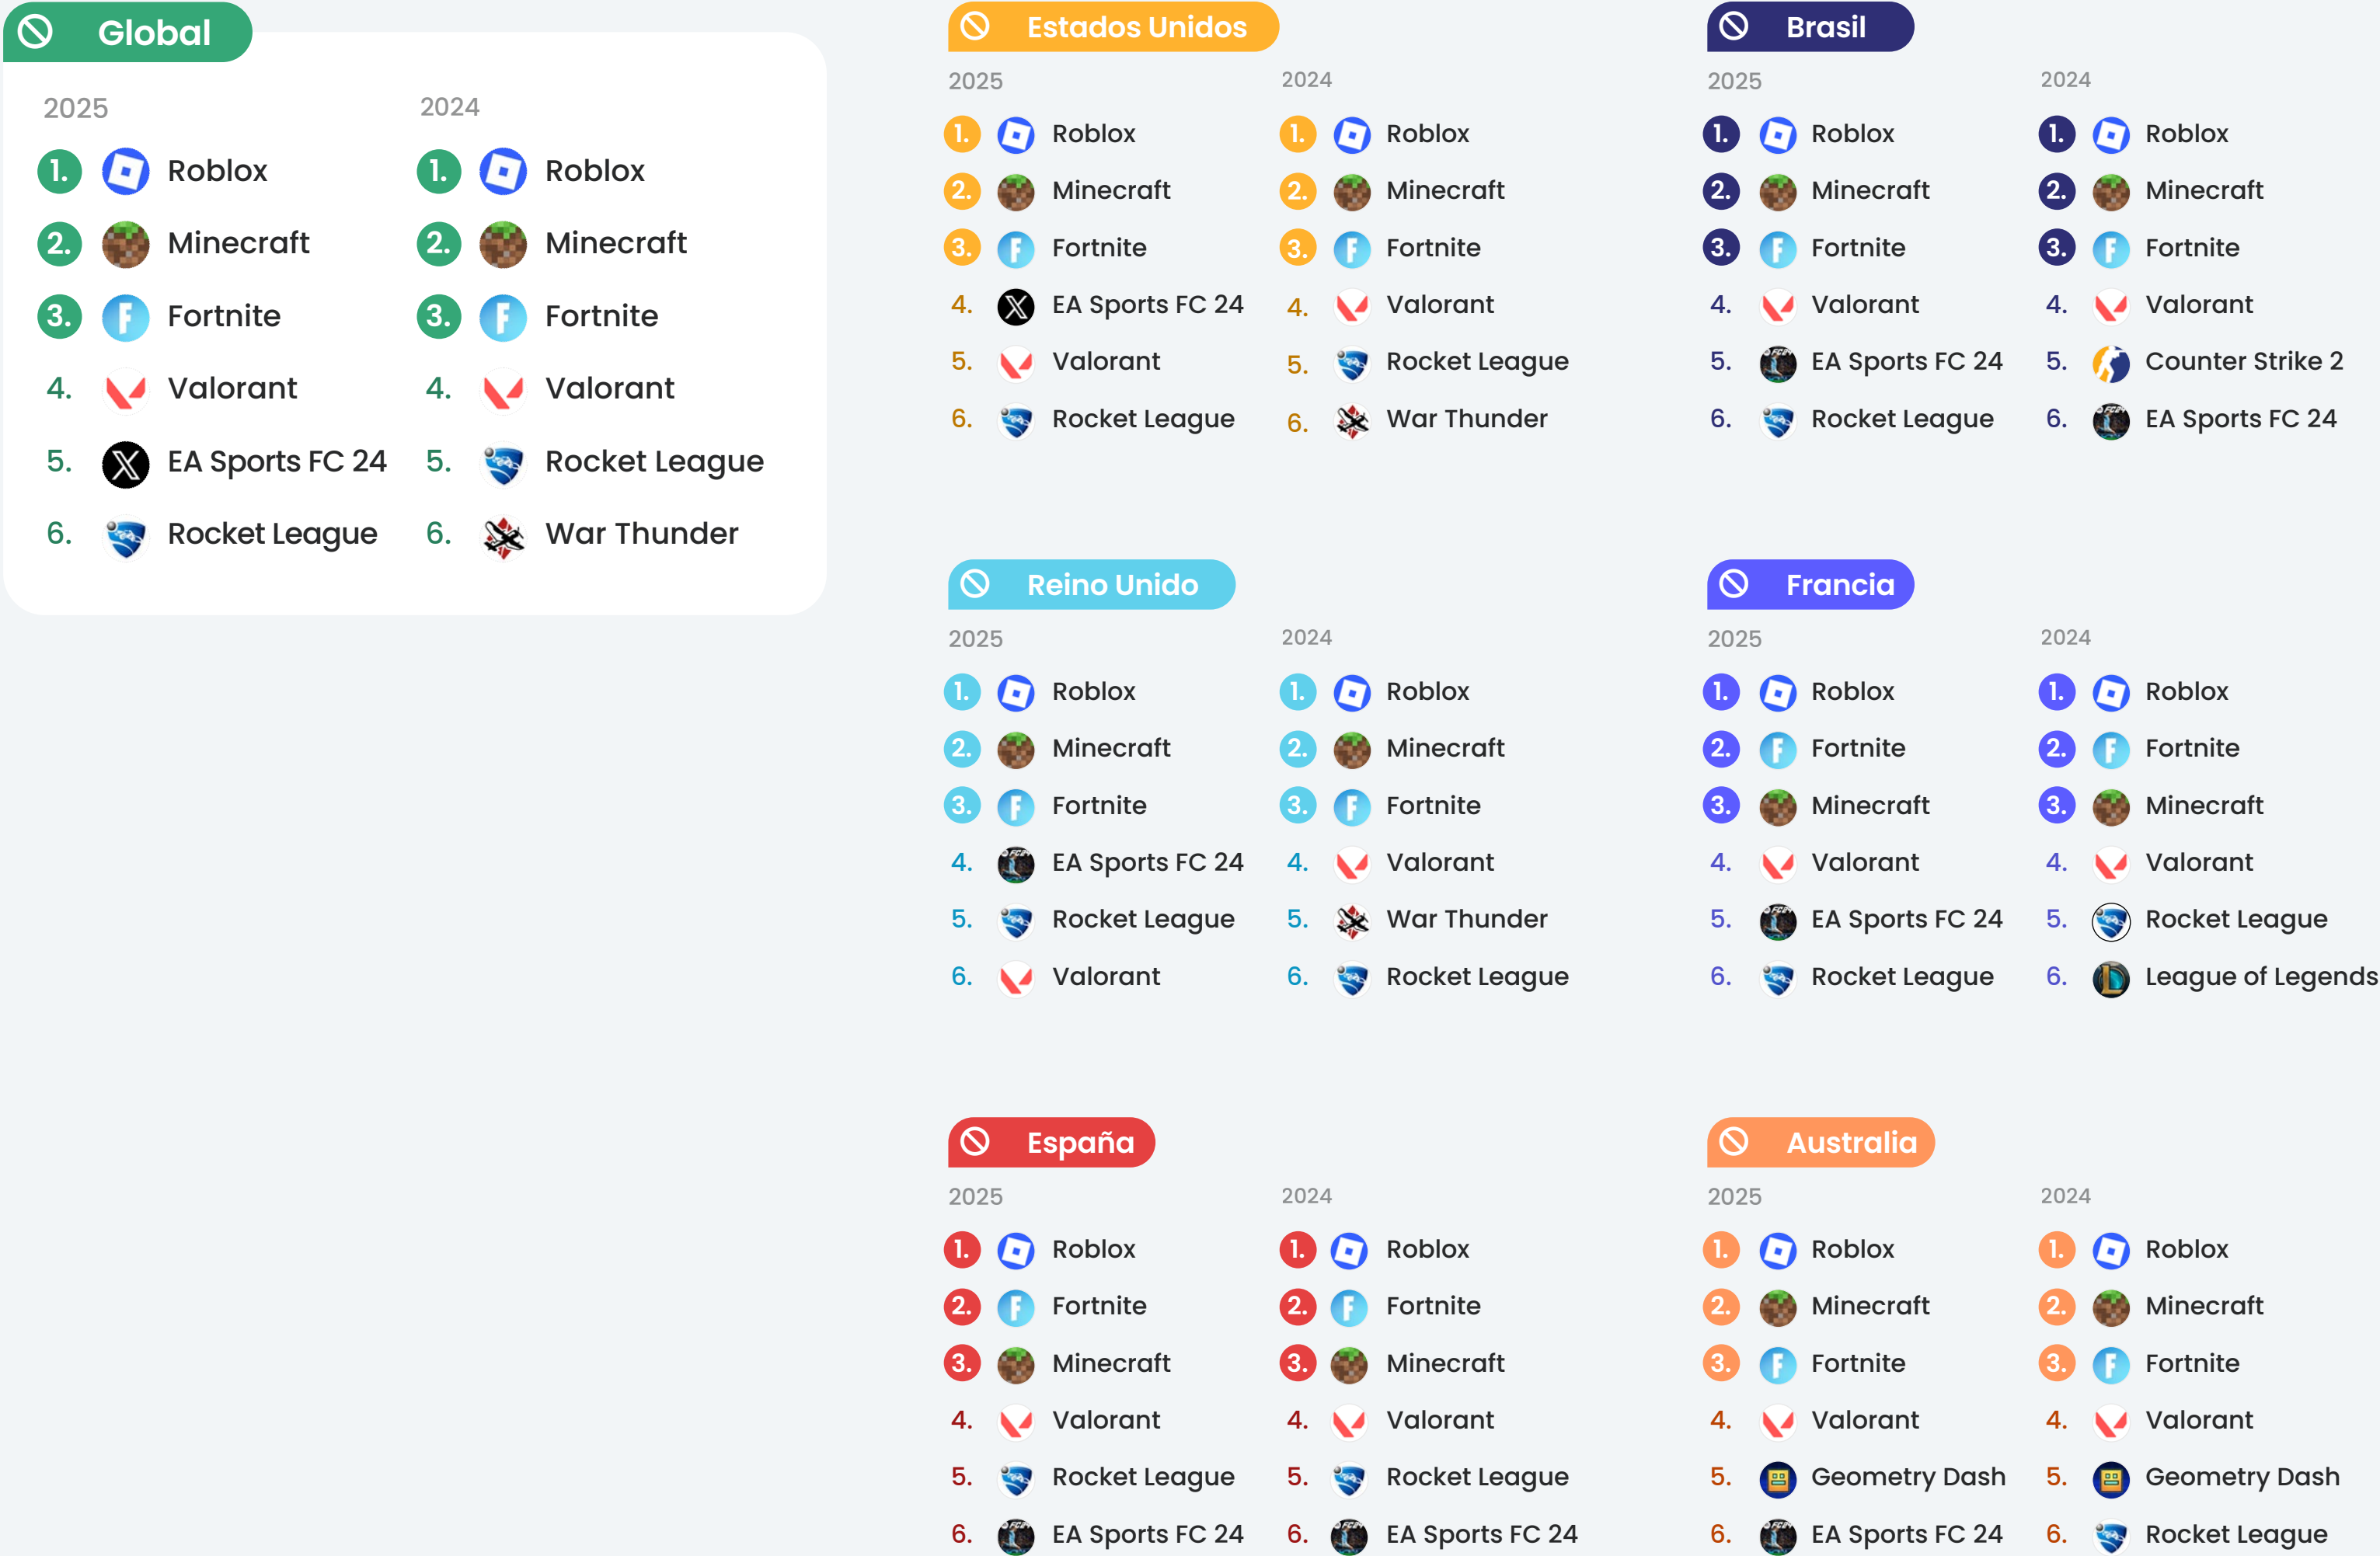 Global
2025
1. Roblox
2. Minecraft
3. Fortnite
4. Valorant
5. EA Sports FC 24
6. Rocket League
2024
1. Roblox
2. Minecraft
3. Fortnite
4. Valorant
5. Rocket League
6. War Thunder
Estados Unidos
2025
1. Roblox
2. Minecraft
3. Fortnite
4. EA Sports FC 24
5. Valorant
6. Rocket League
2024
1. Roblox
2. Minecraft
3. Fortnite
4. Valorant
5. Rocket League
6. War Thunder
Brasil
2025
1. Roblox
2. Minecraft
3. Fortnite
4. Valorant
5. EA Sports FC 24
6. Rocket League
2024
1. Roblox
2. Minecraft
3. Fortnite
4. Valorant
5. Counter Strike 2
6. EA Sports FC 24
Reino Unido
2025
1. Roblox
2. Minecraft
3. Fortnite
4. EA Sports FC 24
5. Rocket League
6. Valorant
2024
1. Roblox
2. Minecraft
3. Fortnite
4. Valorant
5. War Thunder
6. Rocket League
Francia
2025
1. Roblox
2. Fortnite
3. Minecraft
4. Valorant
5. EA Sports FC 24
6. Rocket League
2024
1. Roblox
2. Fortnite
3. Minecraft
4. Valorant
5. Rocket League
6. League of Legends
España
2025
1. Roblox
2. Fortnite
3. Minecraft
4. Valorant
5. Rocket League
6. EA Sports FC 24
2024
1. Roblox
2. Fortnite
3. Minecraft
4. Valorant
5. Rocket League
6. EA Sports FC 24
Australia
2025
1. Roblox
2. Minecraft
3. Fortnite
4. Valorant
5. Geometry Dash
6. EA Sports FC 24
2024
1. Roblox
2. Minecraft
3. Fortnite
4. Valorant
5. Geometry Dash
6. Rocket League